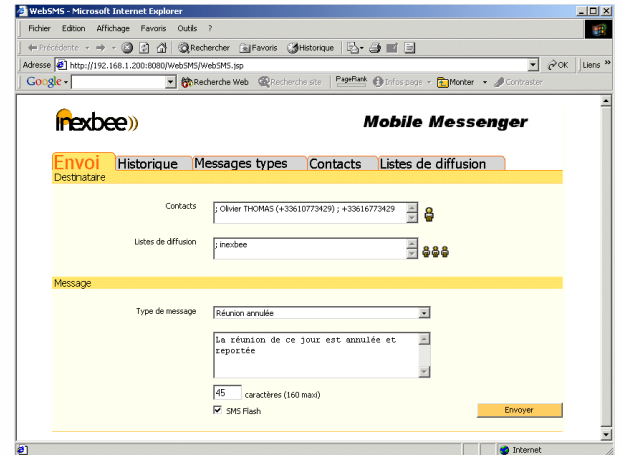 WebSMS - Microsoft Internet Explorer
Fichier Edition Affichage Favoris Outils ?
Précédente Rechercher Favoris Historique
Adresse http://192.168.1.200:8080/WebSMS/WebSMS.jsp OK Liens »
Google Recherche Web Recherche site PageRank Infos page Monter Contraster
inexbee)) Mobile Messenger
Envoi Historique Messages types Contacts Listes de diffusion
Destinataire
Contacts ; Olivier THOMAS (+33610773429) ; +33616773429
Listes de diffusion ; inexbee
Message
Type de message Réunion annulée
La réunion de ce jour est annulée et
reportée
45 caractères (160 maxi)
SMS Flash Envoyer
Internet